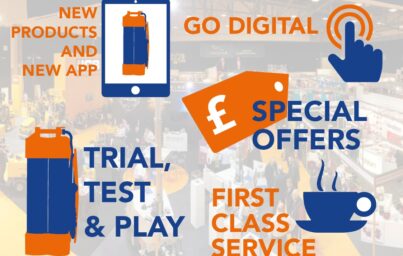 NEW
PRODUCTS
AND
NEW APP
GO DIGITAL
£
SPECIAL
OFFERS
TRIAL,
TEST
& PLAY
FIRST
CLASS
SERVICE